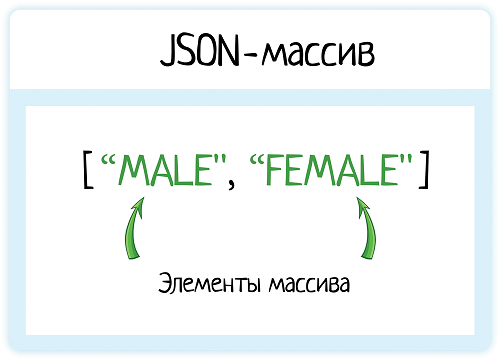 JSON-массив
[“MALE", “FEMALE"]
Элементы массива